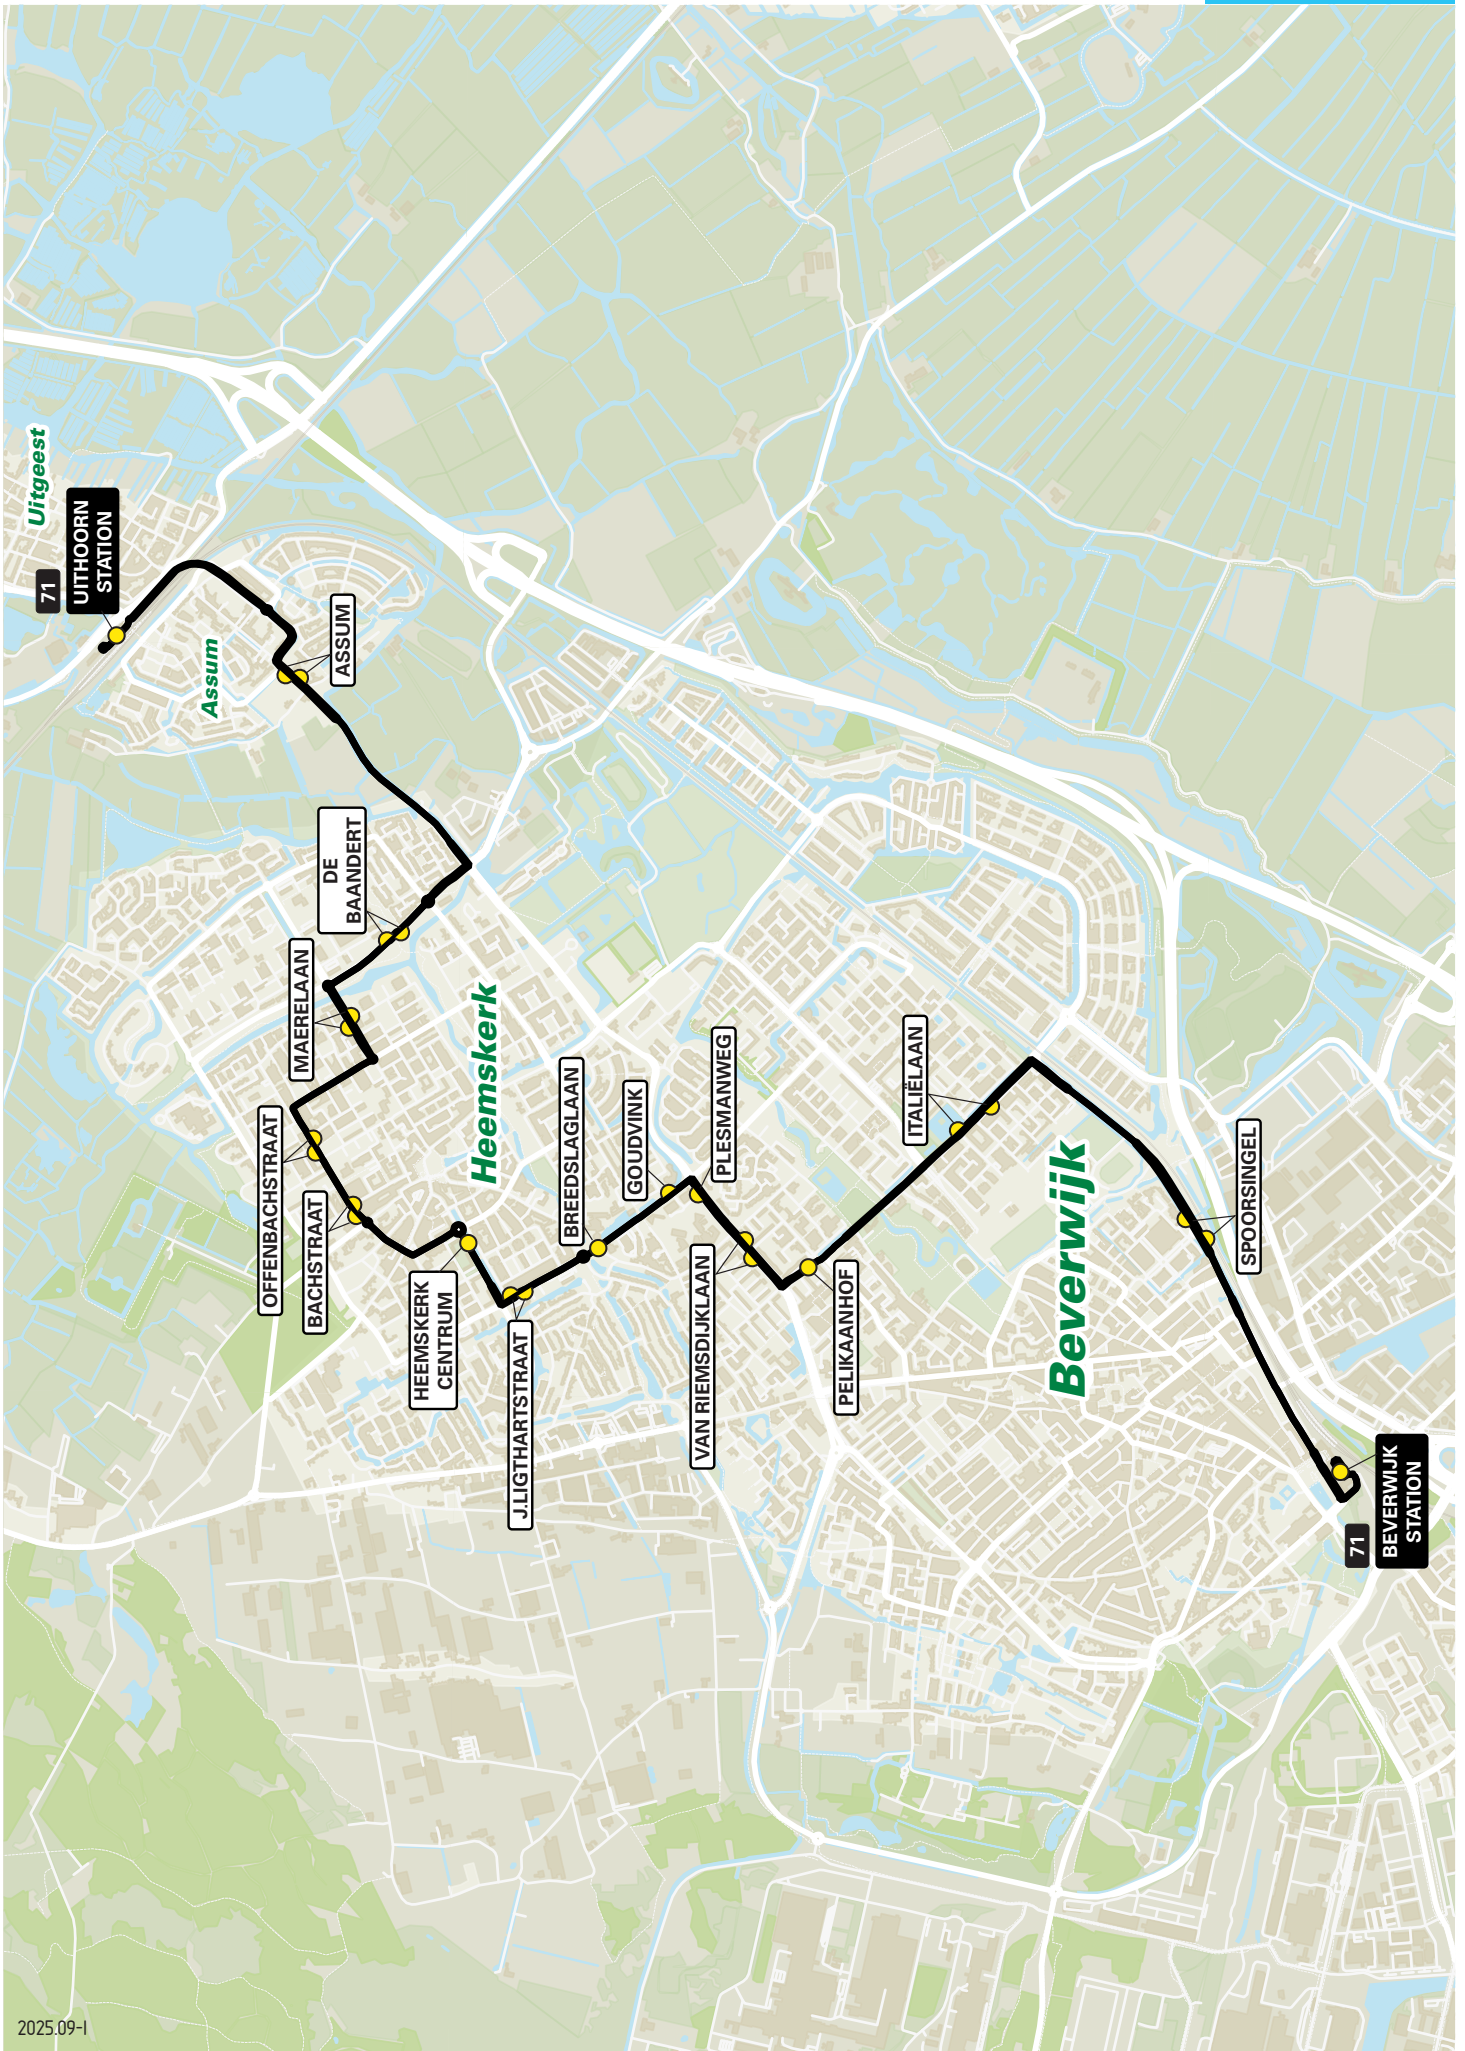 Uitgeest
71
UITHOORN
STATION
Assum
ASSUM
DE
BAANDERT
MAERELAAN
OFFENBACHSTRAAT
BACHSTRAAT
Heemskerk
HEEMSKERK
CENTRUM
J.LIGTHARTSTRAAT
BREEDSLAGLAAN
GOUDVINK
PLESMANWEG
VAN RIEMSDIJKLAAN
PELIKAANHOF
ITALIËLAAN
Beverwijk
SPOORSINGEL
71
BEVERWIJK
STATION
2025.09-I